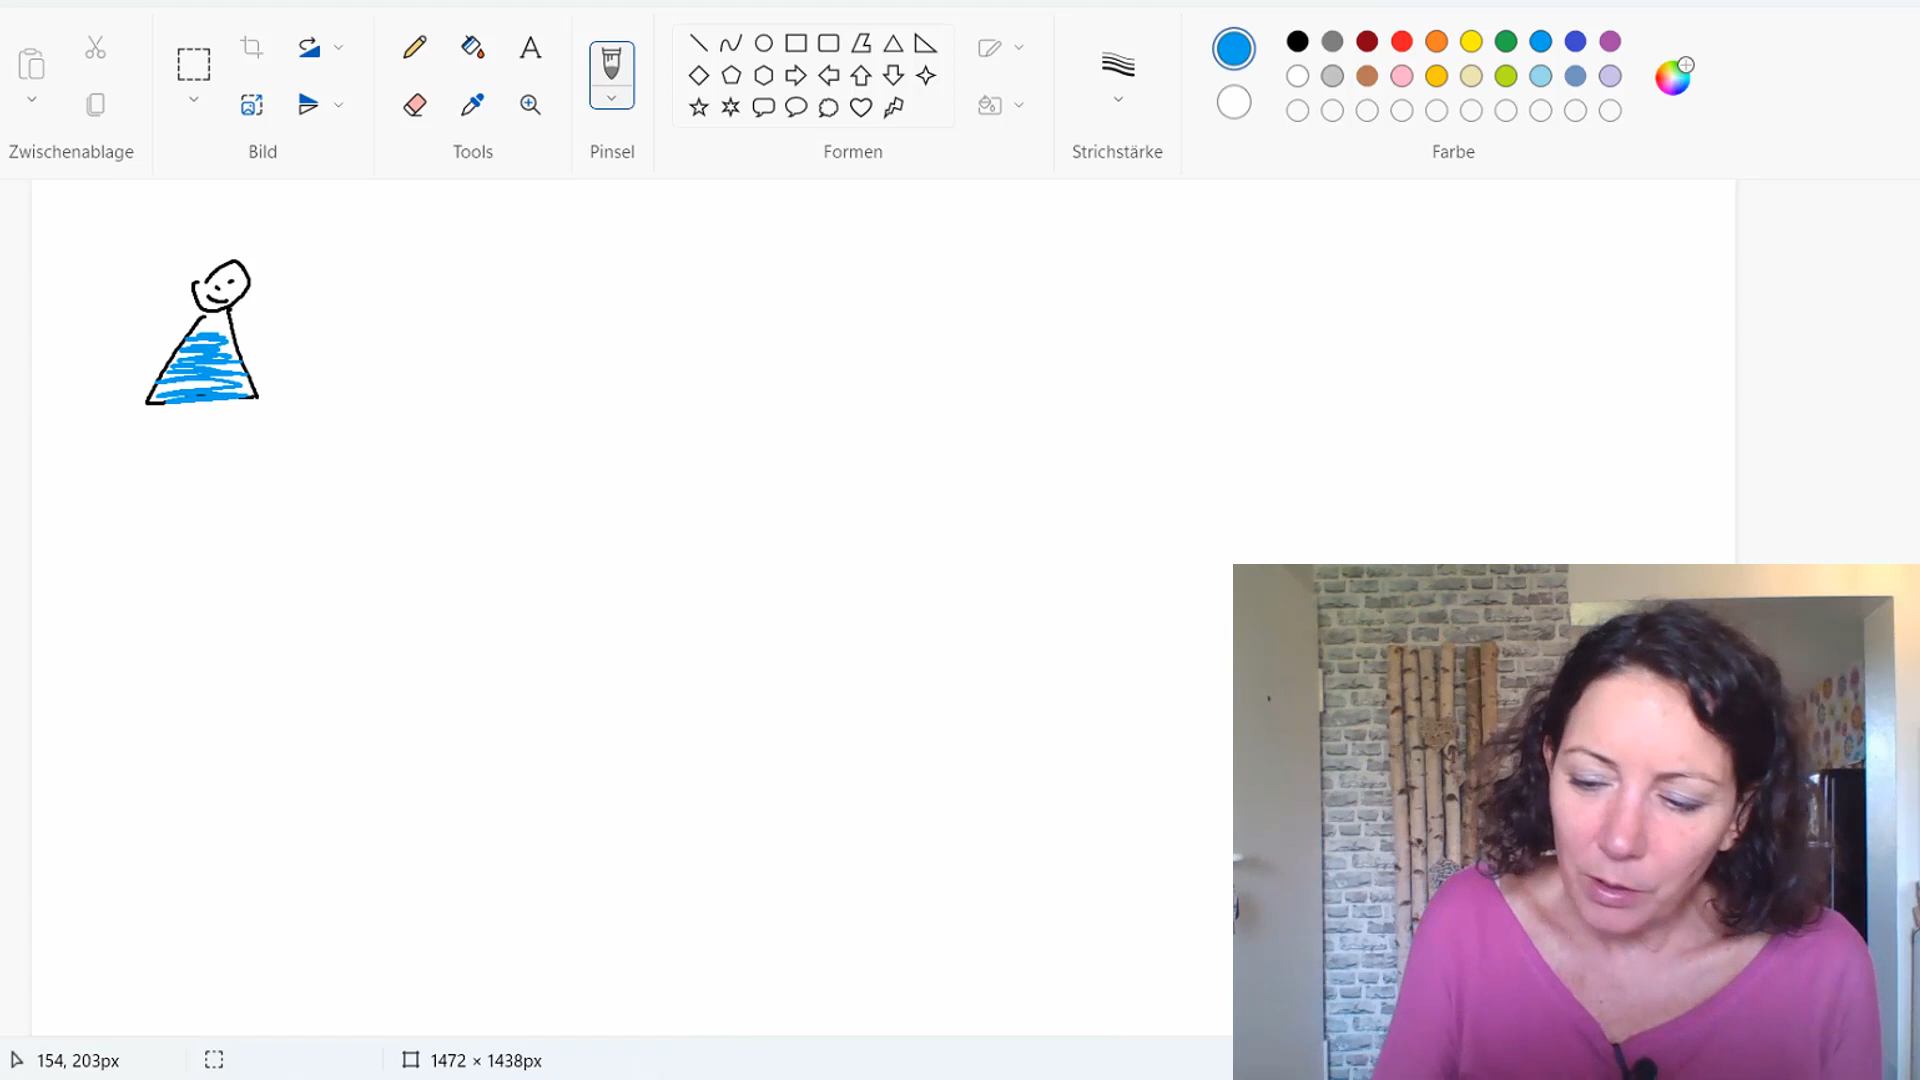 Zwischenablage Bild Tools Pinsel Formen Strichstärke Farbe
154, 203px 1472 × 1438px